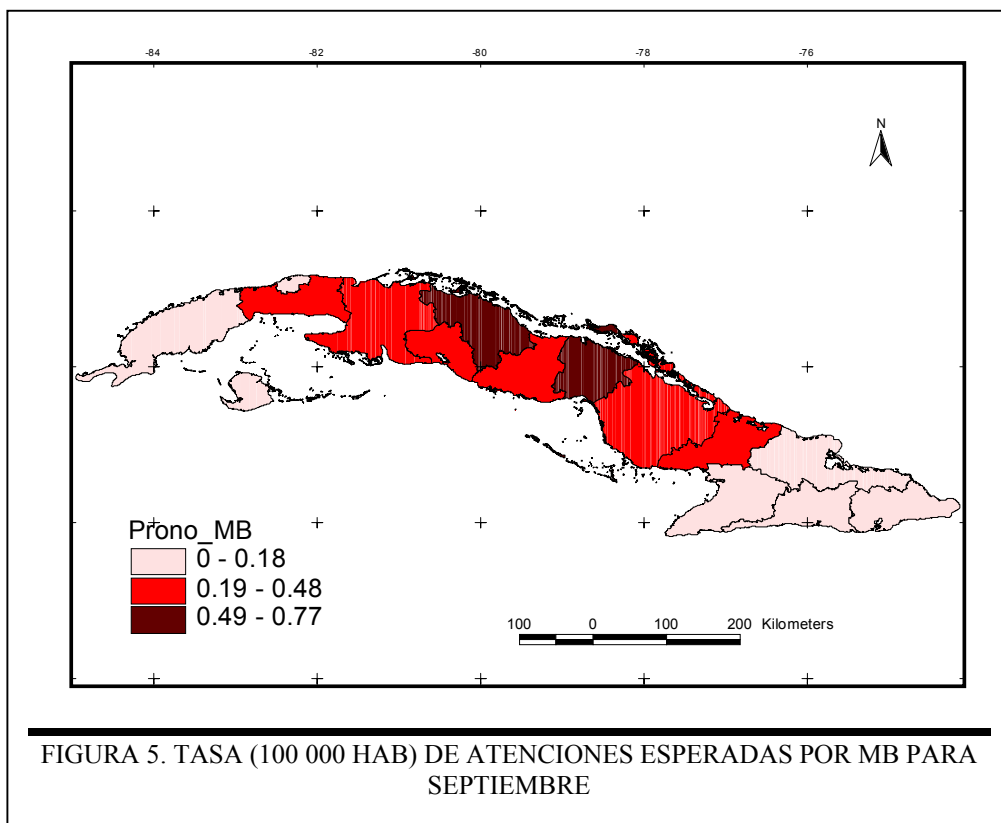 -84 -82 -80 -78 -76
N
Prono_MB
0 - 0.18
0.19 - 0.48
0.49 - 0.77
100 0 100 200 Kilometers
FIGURA 5. TASA (100 000 HAB) DE ATENCIONES ESPERADAS POR MB PARA
SEPTIEMBRE